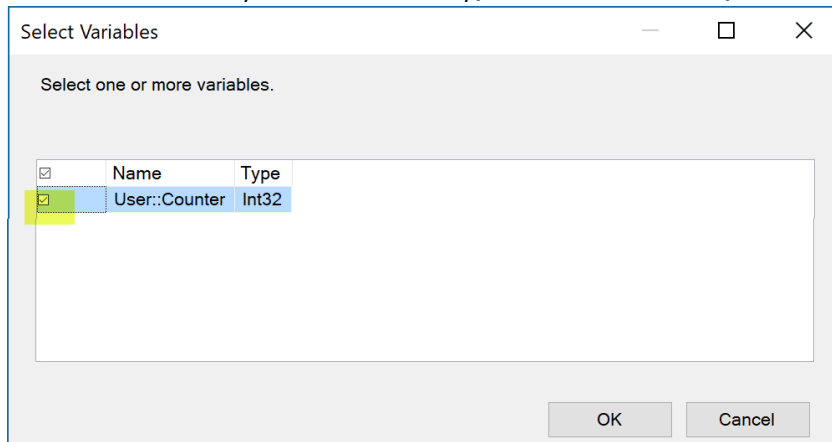 Select Variables
Select one or more variables.
Name Type
User::Counter Int32
OK Cancel